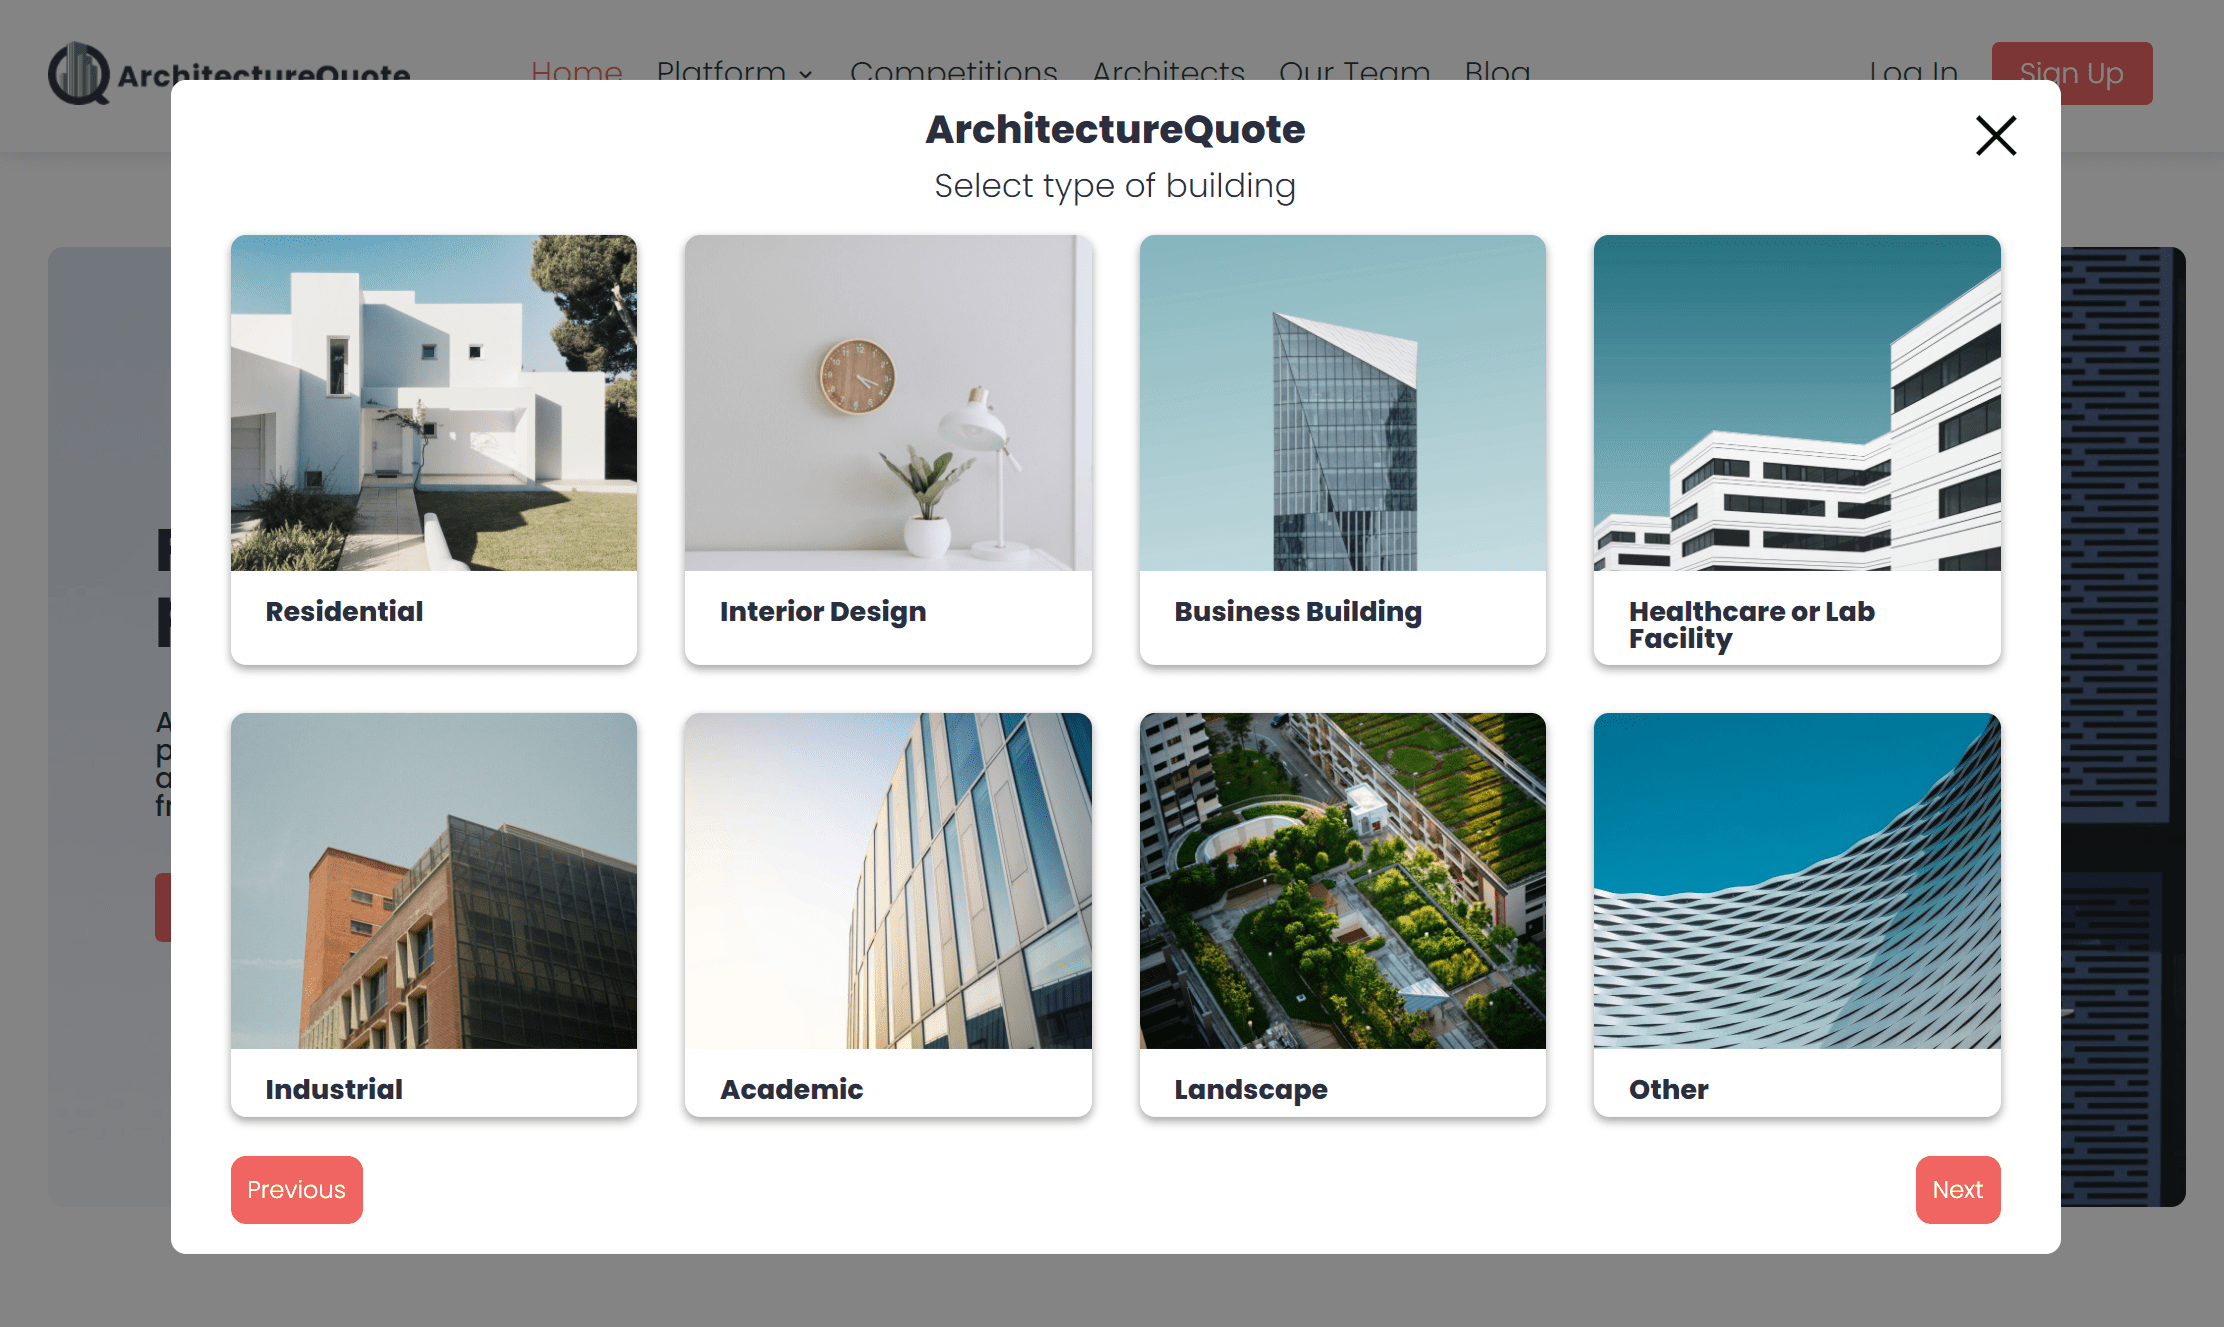 ArchitectureQuote
Home Platform Competitions Architects Our Team Blog
Log In Sign Up
ArchitectureQuote
Select type of building
Residential
Interior Design
Business Building
Healthcare or Lab
Facility
Industrial
Academic
Landscape
Other
Previous
Next